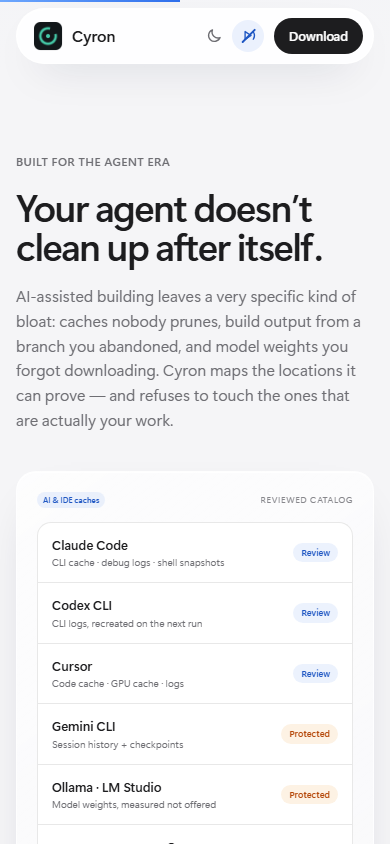 Cyron
Download
BUILT FOR THE AGENT ERA
Your agent doesn’t
clean up after itself.
AI-assisted building leaves a very specific kind of
bloat: caches nobody prunes, build output from a
branch you abandoned, and model weights you
forgot downloading. Cyron maps the locations it
can prove — and refuses to touch the ones that
are actually your work.
AI & IDE caches
REVIEWED CATALOG
Claude Code
CLI cache · debug logs · shell snapshots
Review
Codex CLI
CLI logs, recreated on the next run
Review
Cursor
Code cache · GPU cache · logs
Review
Gemini CLI
Session history + checkpoints
Protected
Ollama · LM Studio
Model weights, measured not offered
Protected